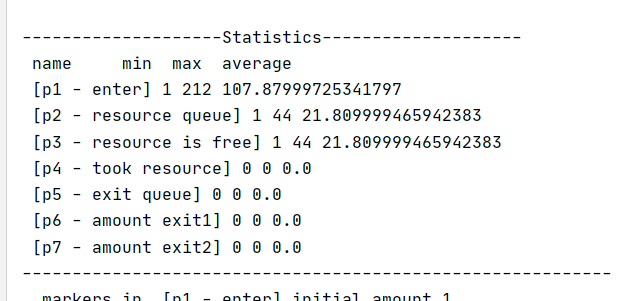 --------------------Statistics--------------------
name     min  max  average
[p1 - enter] 1 212 107.87999725341797
[p2 - resource queue] 1 44 21.809999465942383
[p3 - resource is free] 1 44 21.809999465942383
[p4 - took resource] 0 0 0.0
[p5 - exit queue] 0 0 0.0
[p6 - amount exit1] 0 0 0.0
[p7 - amount exit2] 0 0 0.0
-----------------------------------------------------------
markers in  [p1 - enter] initial amount 1